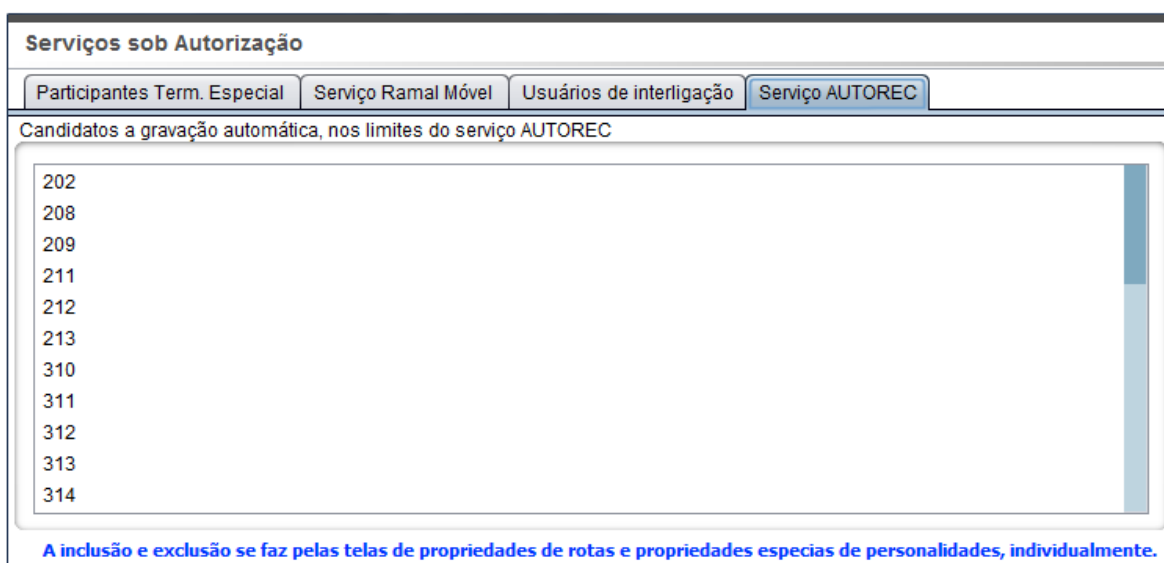 Serviços sob Autorização
Participantes Term. Especial Serviço Ramal Móvel Usuários de interligação Serviço AUTOREC
Candidatos a gravação automática, nos limites do serviço AUTOREC
202
208
209
211
212
213
310
311
312
313
314
A inclusão e exclusão se faz pelas telas de propriedades de rotas e propriedades especias de personalidades, individualmente.